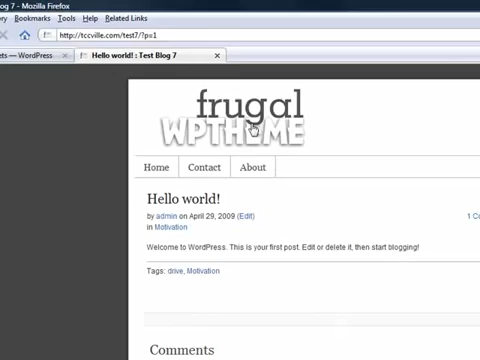 log 7 - Mozilla Firefox
ory Bookmarks Tools Help Related Links
http://tccville.com/test7/?p=1
ets — WordPress Hello world! : Test Blog 7
frugal
WPTHEME
Home Contact About
Hello world!
by admin on April 29, 2009 (Edit) 1 Co
in Motivation
Welcome to WordPress. This is your first post. Edit or delete it, then start blogging!
Tags: drive, Motivation
Comments